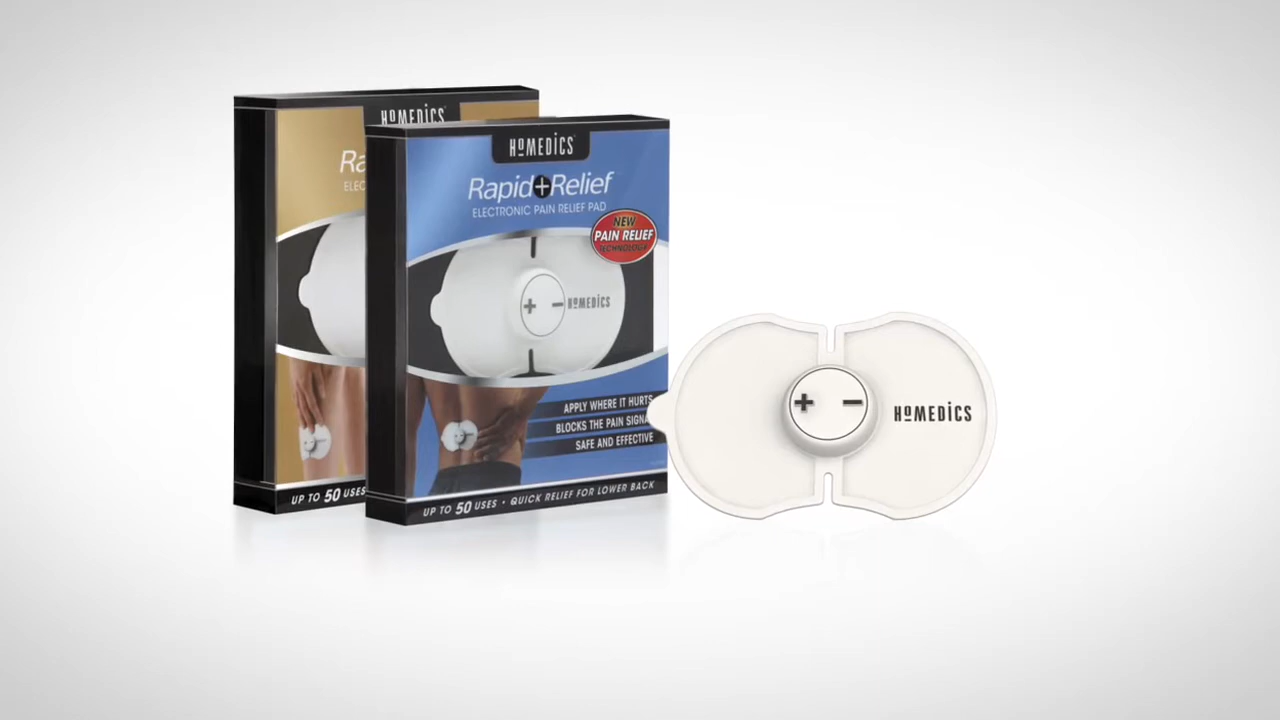 HOMEDICS
HOMEDICS
Rapid+Relief
ELECTRONIC PAIN RELIEF PAD
NEW
PAIN RELIEF
TECHNOLOGY
+ − HOMEDICS
APPLY WHERE IT HURTS
BLOCKS THE PAIN
SAFE AND EFFECTIVE
UP TO 50 USES • QUICK RELIEF FOR LOWER BACK
UP TO 50 USES
+ − HOMEDICS